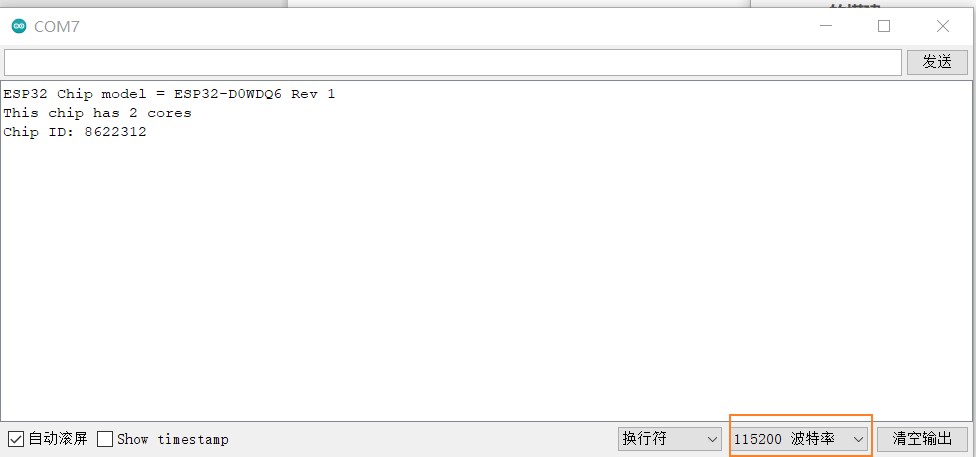 COM7
发送
ESP32 Chip model = ESP32-D0WDQ6 Rev 1
This chip has 2 cores
Chip ID: 8622312
自动滚屏 Show timestamp 换行符 115200 波特率 清空输出